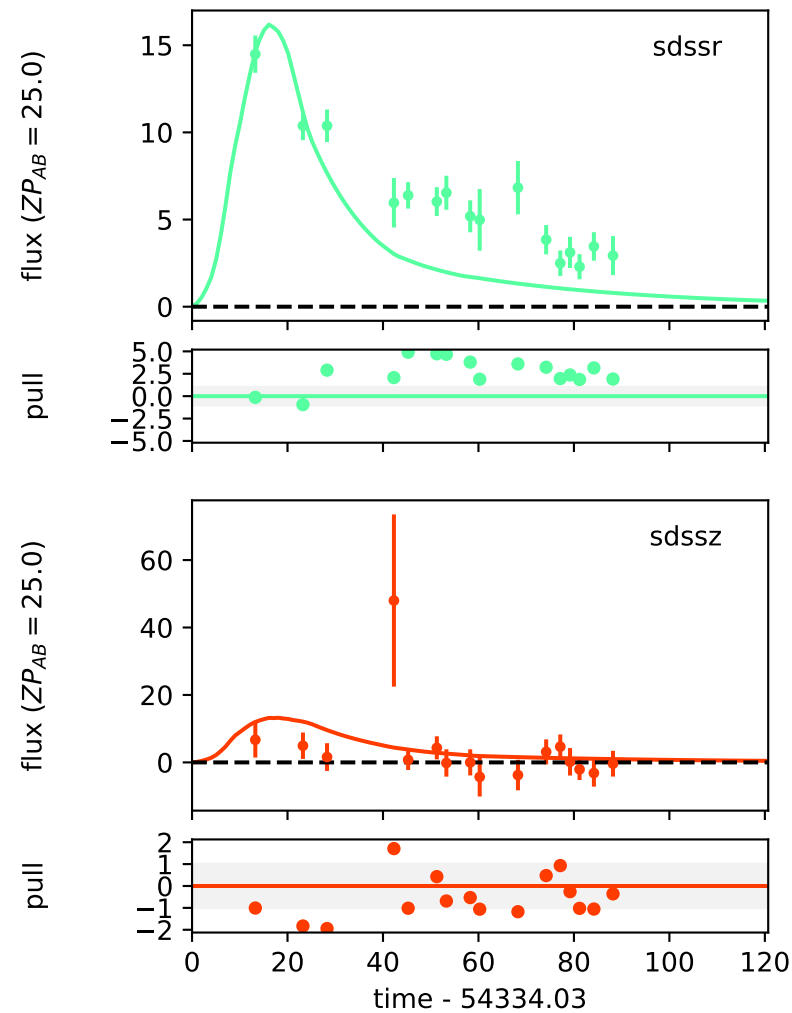 sdssr
flux (ZP_AB = 25.0)
15
10
5
0
pull
5.0
2.5
0.0
−2.5
−5.0
sdssz
flux (ZP_AB = 25.0)
60
40
20
0
pull
2
1
0
−1
−2
0 20 40 60 80 100 120
time - 54334.03